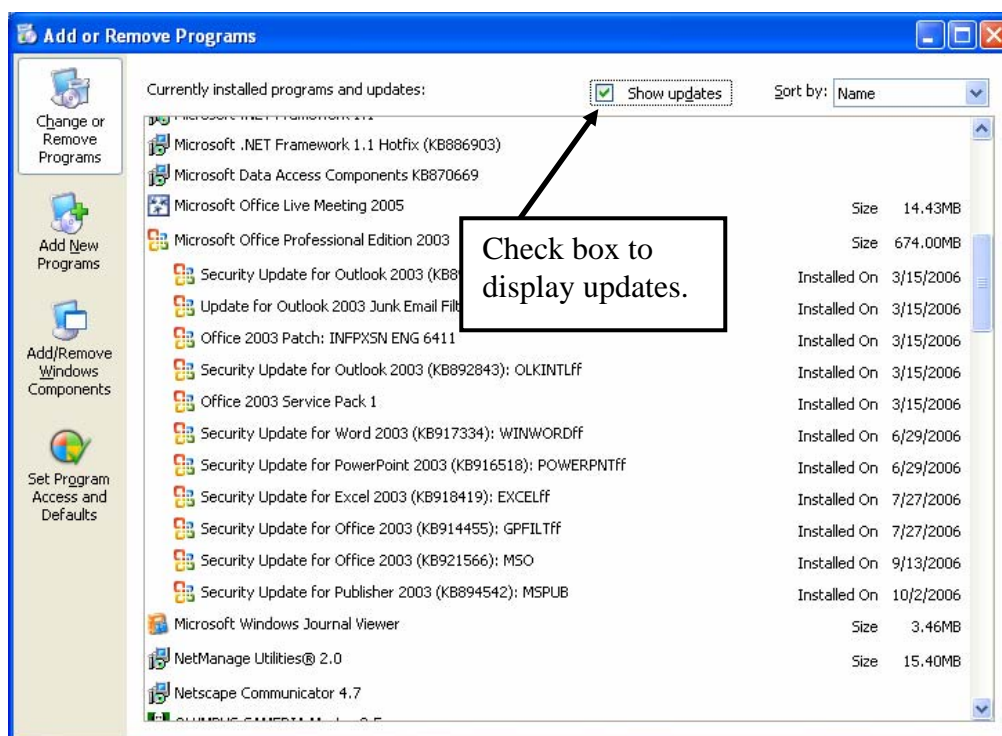 Add or Remove Programs
Change or
Remove
Programs
Add New
Programs
Add/Remove
Windows
Components
Set Program
Access and
Defaults
Currently installed programs and updates:
Show updates
Sort by: Name
Microsoft .NET Framework 1.1
Microsoft .NET Framework 1.1 Hotfix (KB886903)
Microsoft Data Access Components KB870669
Microsoft Office Live Meeting 2005 Size 14.43MB
Microsoft Office Professional Edition 2003 Size 674.00MB
Security Update for Outlook 2003 Installed On 3/15/2006
Update for Outlook 2003 Junk Email Installed On 3/15/2006
Office 2003 Patch: INFPXSN ENG 6411 Installed On 3/15/2006
Security Update for Outlook 2003 (KB892843): OLKINTLff Installed On 3/15/2006
Office 2003 Service Pack 1 Installed On 3/15/2006
Security Update for Word 2003 (KB917334): WINWORDff Installed On 6/29/2006
Security Update for PowerPoint 2003 (KB916518): POWERPNTff Installed On 6/29/2006
Security Update for Excel 2003 (KB918419): EXCELff Installed On 7/27/2006
Security Update for Office 2003 (KB914455): GPFILTff Installed On 7/27/2006
Security Update for Office 2003 (KB921566): MSO Installed On 9/13/2006
Security Update for Publisher 2003 (KB894542): MSPUB Installed On 10/2/2006
Microsoft Windows Journal Viewer Size 3.46MB
NetManage Utilities® 2.0 Size 15.40MB
Netscape Communicator 4.7
Check box to
display updates.